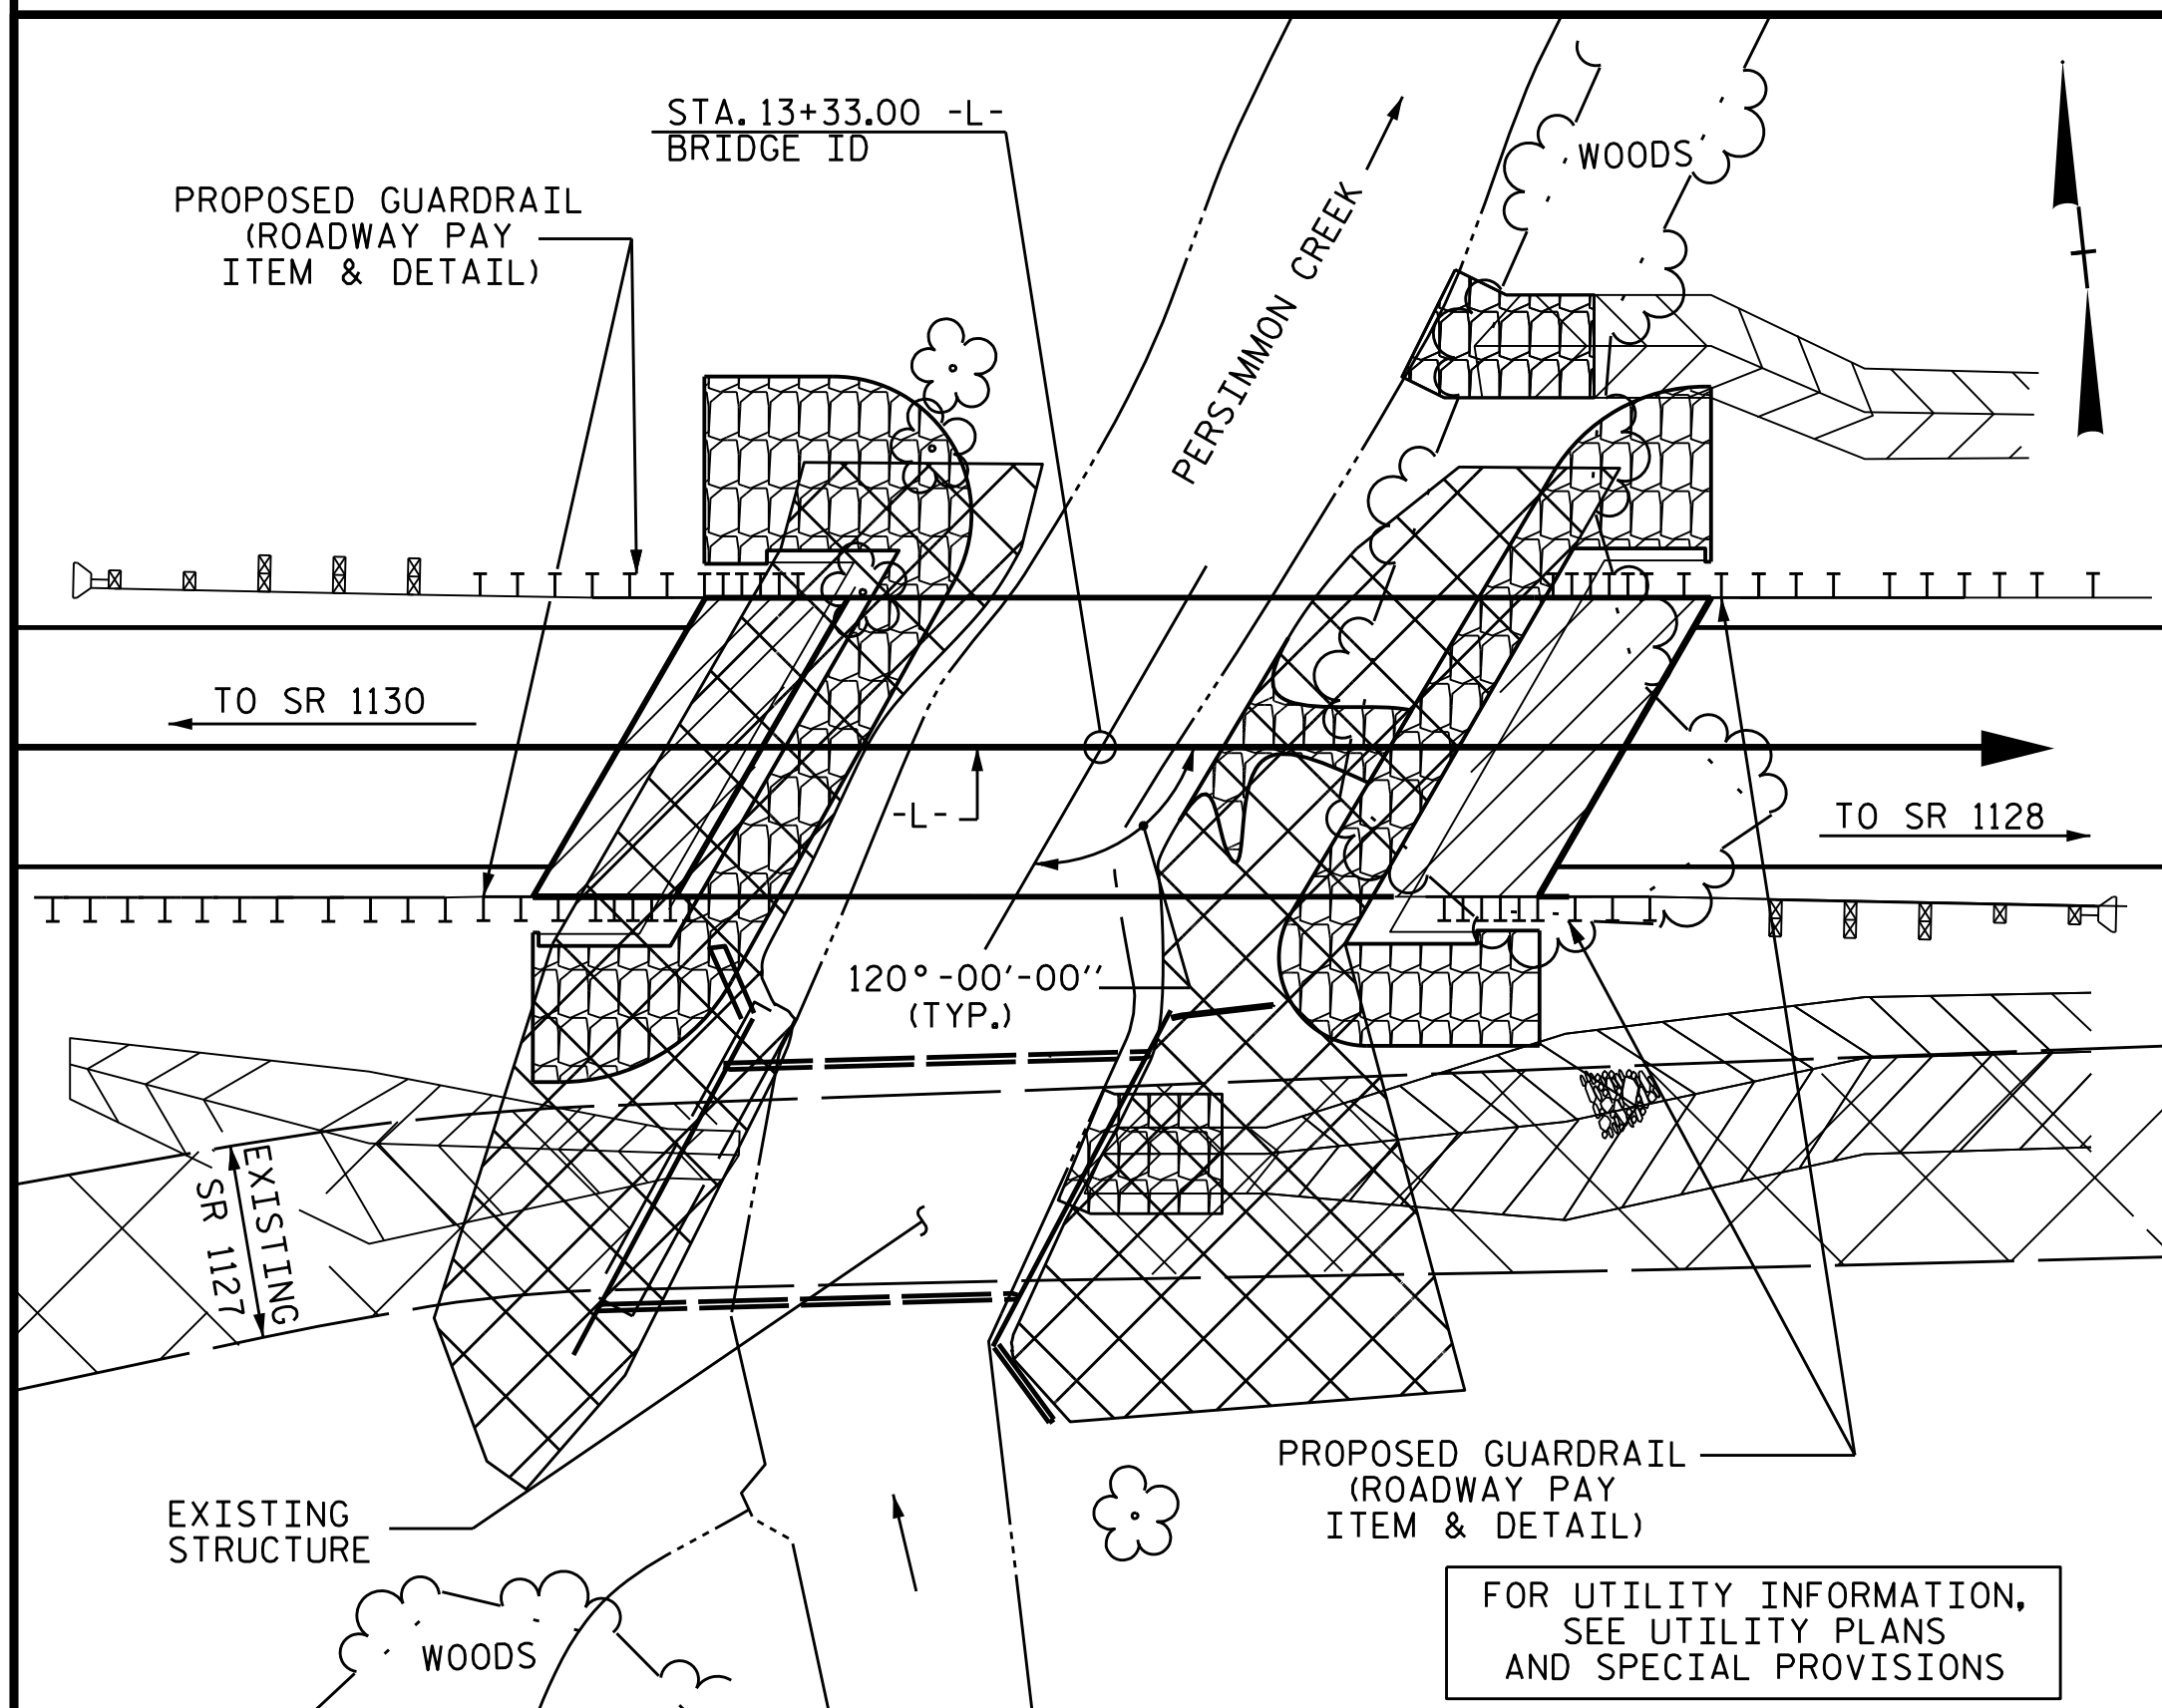 STA. 13+33.00 -L-
BRIDGE ID
PROPOSED GUARDRAIL
(ROADWAY PAY
ITEM & DETAIL)
WOODS
PERSIMMON CREEK
TO SR 1130
-L-
TO SR 1128
120°-00'-00''
(TYP.)
EXISTING
SR 1127
EXISTING
STRUCTURE
PROPOSED GUARDRAIL
(ROADWAY PAY
ITEM & DETAIL)
WOODS
FOR UTILITY INFORMATION,
SEE UTILITY PLANS
AND SPECIAL PROVISIONS